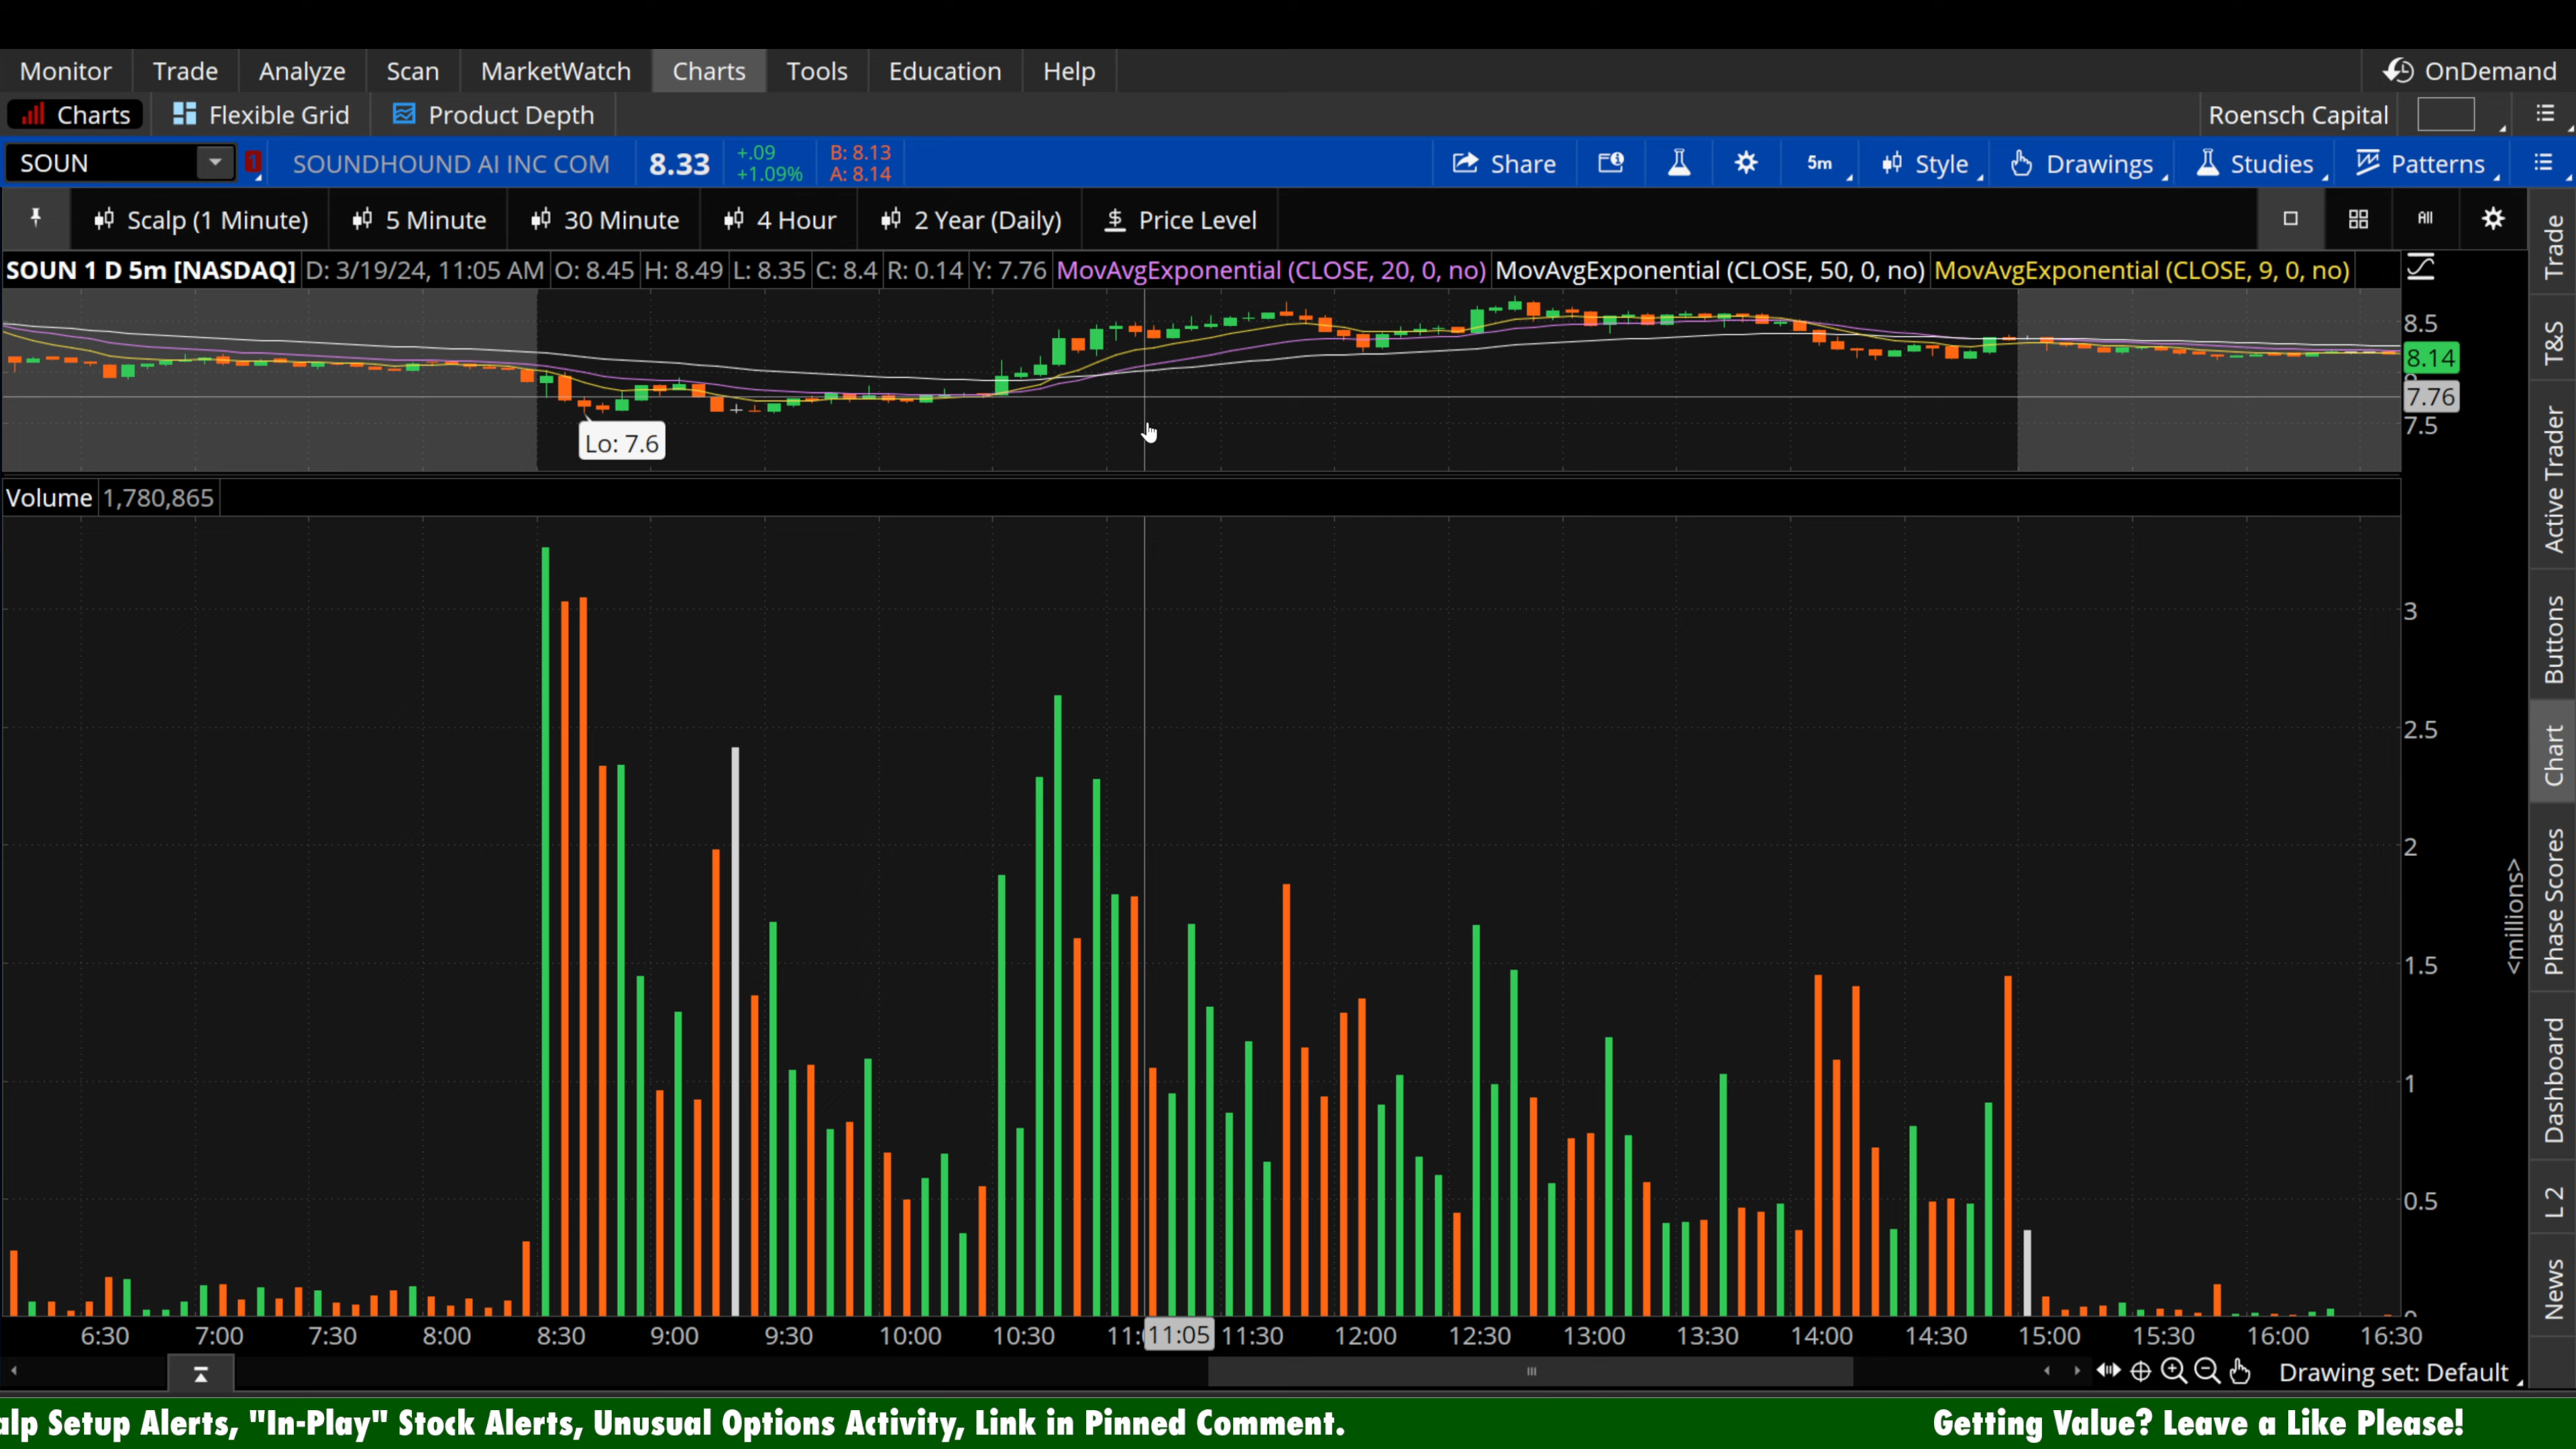 Monitor Trade Analyze Scan MarketWatch Charts Tools Education Help OnDemand
Charts Flexible Grid Product Depth Roensch Capital
SOUN 1 SOUNDHOUND AI INC COM 8.33 +.09 +1.09% B: 8.13 A: 8.14 Share 5m Style Drawings Studies Patterns
Scalp (1 Minute) 5 Minute 30 Minute 4 Hour 2 Year (Daily) $ Price Level All
SOUN 1 D 5m [NASDAQ] D: 3/19/24, 11:05 AM O: 8.45 H: 8.49 L: 8.35 C: 8.4 R: 0.14 Y: 7.76 MovAvgExponential (CLOSE, 20, 0, no) MovAvgExponential (CLOSE, 50, 0, no) MovAvgExponential (CLOSE, 9, 0, no)
8.5
8.14
7.76
7.5
Lo: 7.6
Volume 1,780,865
3
2.5
2
1.5
1
0.5
<millions>
6:30 7:00 7:30 8:00 8:30 9:00 9:30 10:00 10:30 11:05 11:30 12:00 12:30 13:00 13:30 14:00 14:30 15:00 15:30 16:00 16:30
Drawing set: Default
Trade
T&S
Active Trader
Buttons
Chart
Phase Scores
Dashboard
L 2
News
alp Setup Alerts, "In-Play" Stock Alerts, Unusual Options Activity, Link in Pinned Comment. Getting Value? Leave a Like Please!